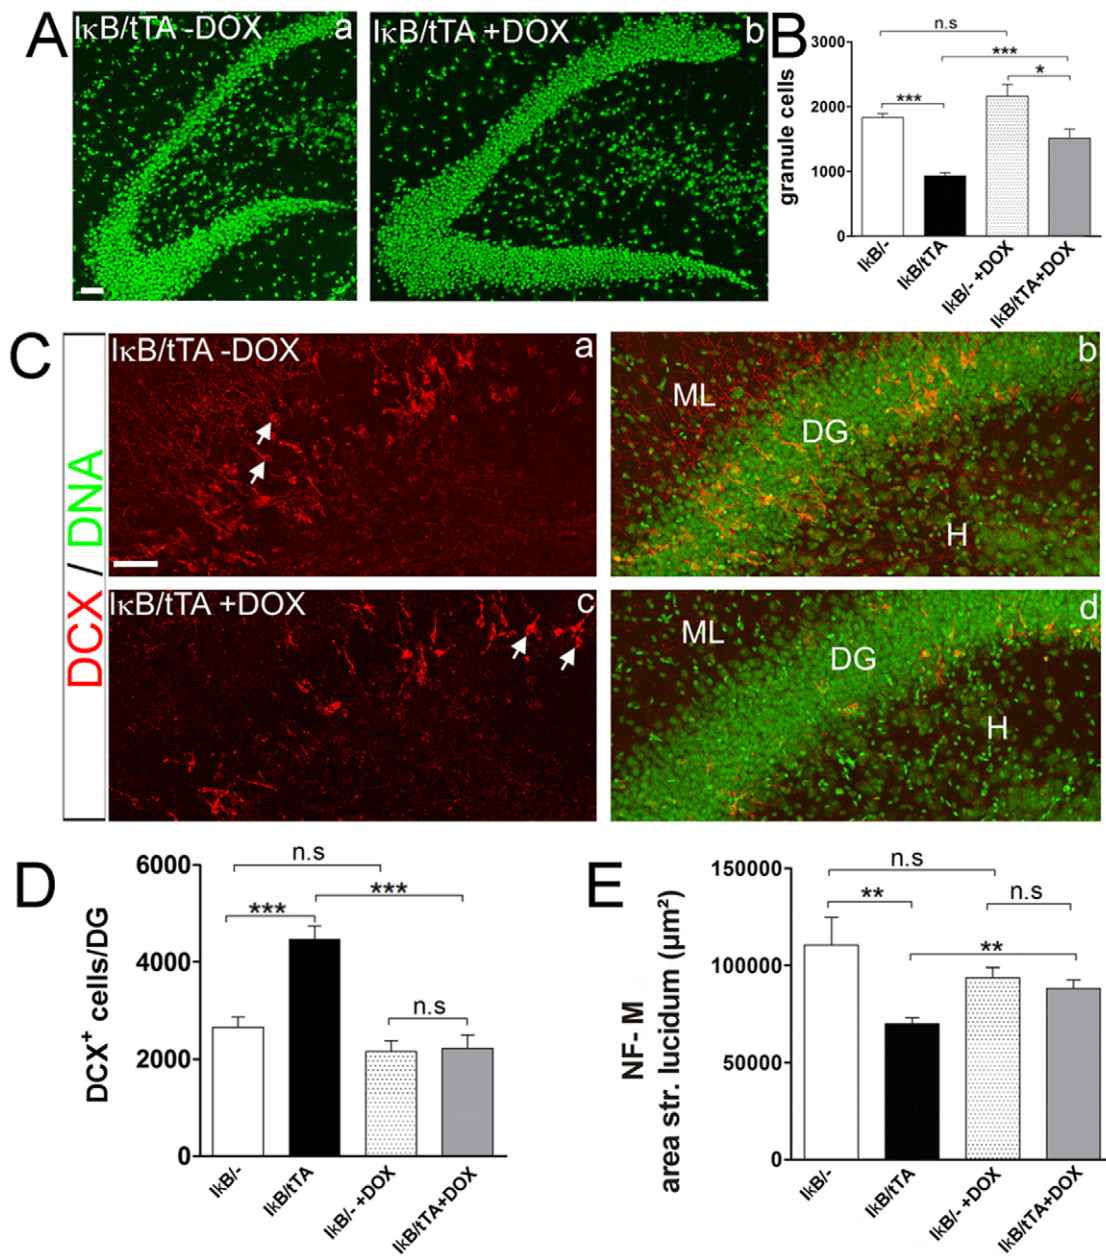 A
IκB/tTA -DOX
a
IκB/tTA +DOX
b
B
granule cells
3000
2000
1000
0
n.s
***
*
***
IκB/-
IκB/tTA
IκB/- +DOX
IκB/tTA+DOX
C
DCX / DNA
IκB/tTA -DOX
a
b
ML
DG
H
IκB/tTA +DOX
c
d
ML
DG
H
D
DCX⁺ cells/DG
6000
4000
2000
0
n.s
***
***
n.s
IκB/-
IκB/tTA
IκB/- +DOX
IκB/tTA+DOX
E
NF- M
area str. lucidum (µm²)
150000
100000
50000
0
n.s
**
n.s
**
IκB/-
IκB/tTA
IκB/- +DOX
IκB/tTA+DOX